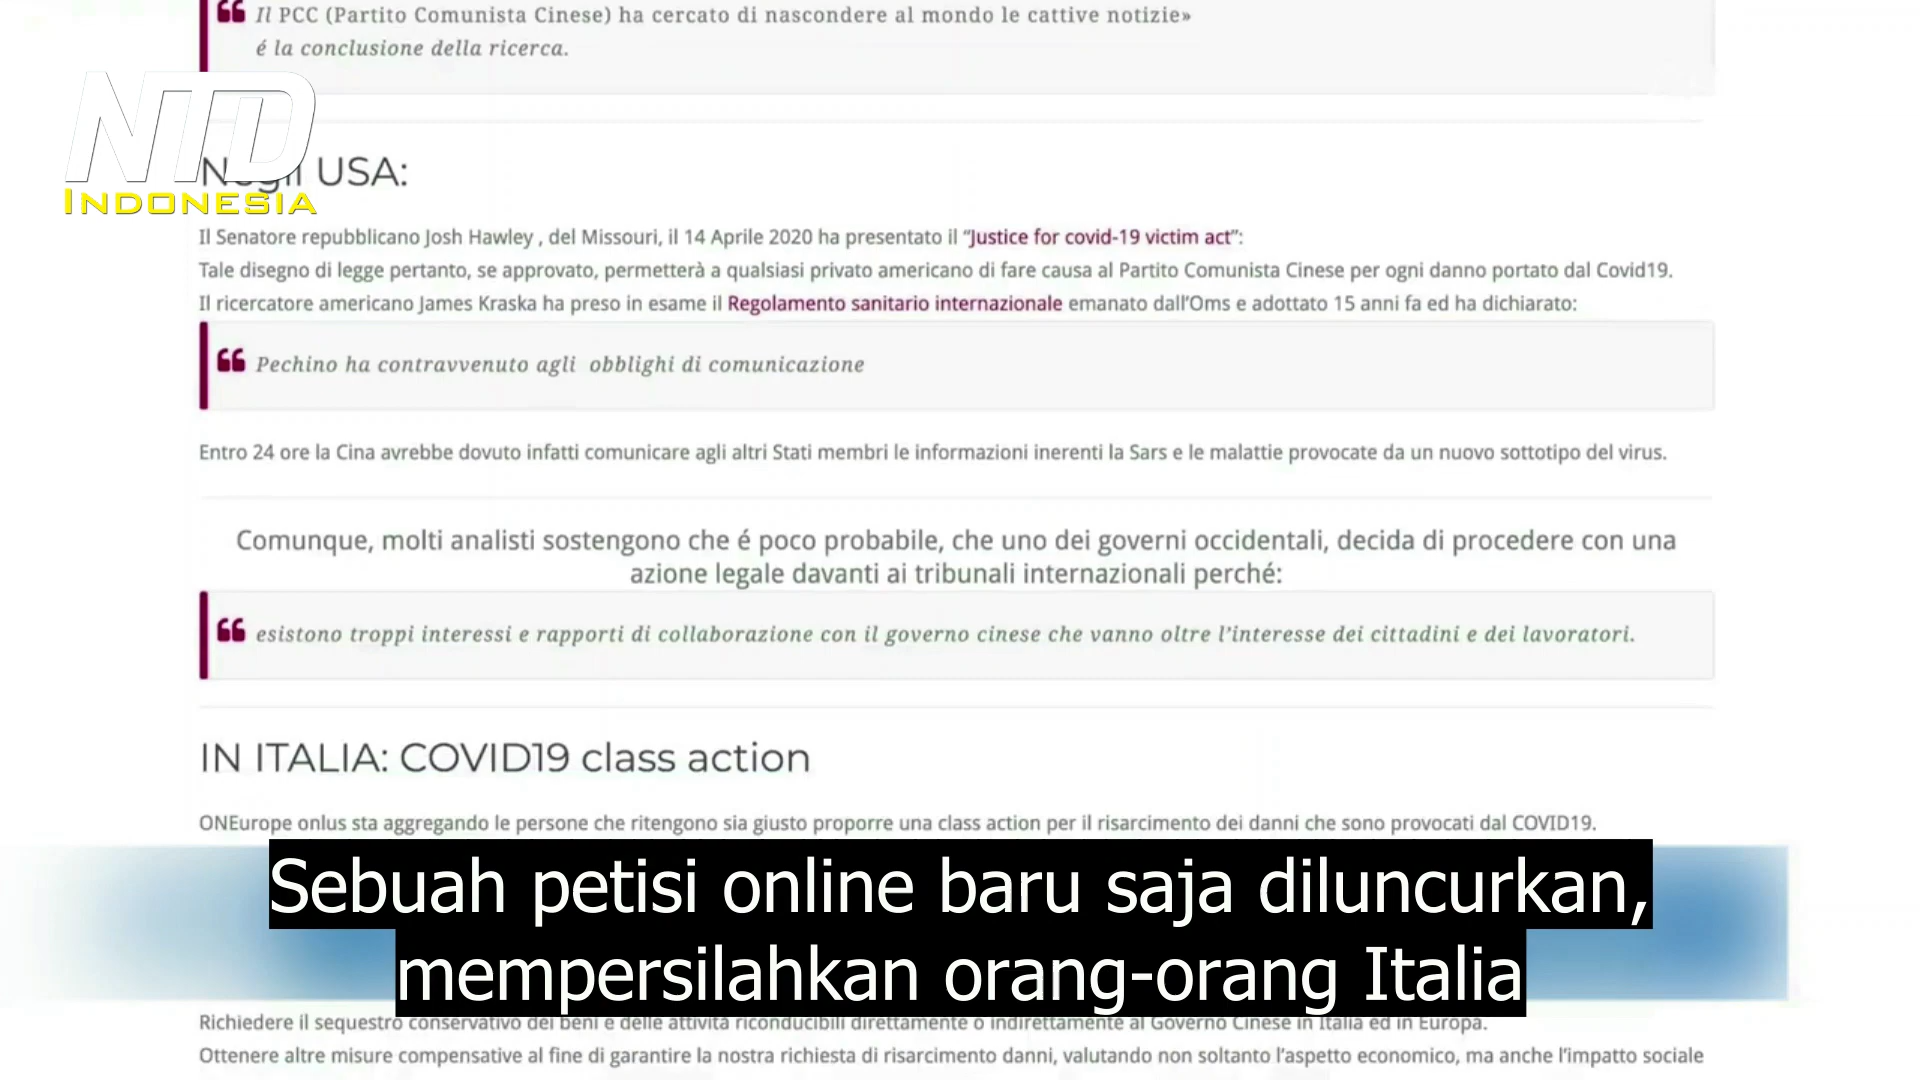 Il PCC (Partito Comunista Cinese) ha cercato di nascondere al mondo le cattive notizie»
é la conclusione della ricerca.
NTD
INDONESIA
Negli USA:
Il Senatore repubblicano Josh Hawley , del Missouri, il 14 Aprile 2020 ha presentato il “Justice for covid-19 victim act”:
Tale disegno di legge pertanto, se approvato, permetterà a qualsiasi privato americano di fare causa al Partito Comunista Cinese per ogni danno portato dal Covid19.
Il ricercatore americano James Kraska ha preso in esame il Regolamento sanitario internazionale emanato dall’Oms e adottato 15 anni fa ed ha dichiarato:
Pechino ha contravvenuto agli obblighi di comunicazione
Entro 24 ore la Cina avrebbe dovuto infatti comunicare agli altri Stati membri le informazioni inerenti la Sars e le malattie provocate da un nuovo sottotipo del virus.
Comunque, molti analisti sostengono che é poco probabile, che uno dei governi occidentali, decida di procedere con una
azione legale davanti ai tribunali internazionali perché:
esistono troppi interessi e rapporti di collaborazione con il governo cinese che vanno oltre l’interesse dei cittadini e dei lavoratori.
IN ITALIA: COVID19 class action
ONEurope onlus sta aggregando le persone che ritengono sia giusto proporre una class action per il risarcimento dei danni che sono provocati dal COVID19.
Sebuah petisi online baru saja diluncurkan,
mempersilahkan orang-orang Italia
Richiedere il sequestro conservativo dei beni e delle attività riconducibili direttamente o indirettamente al Governo Cinese in Italia ed in Europa.
Ottenere altre misure compensative al fine di garantire la nostra richiesta di risarcimento danni, valutando non soltanto l’aspetto economico, ma anche l’impatto sociale